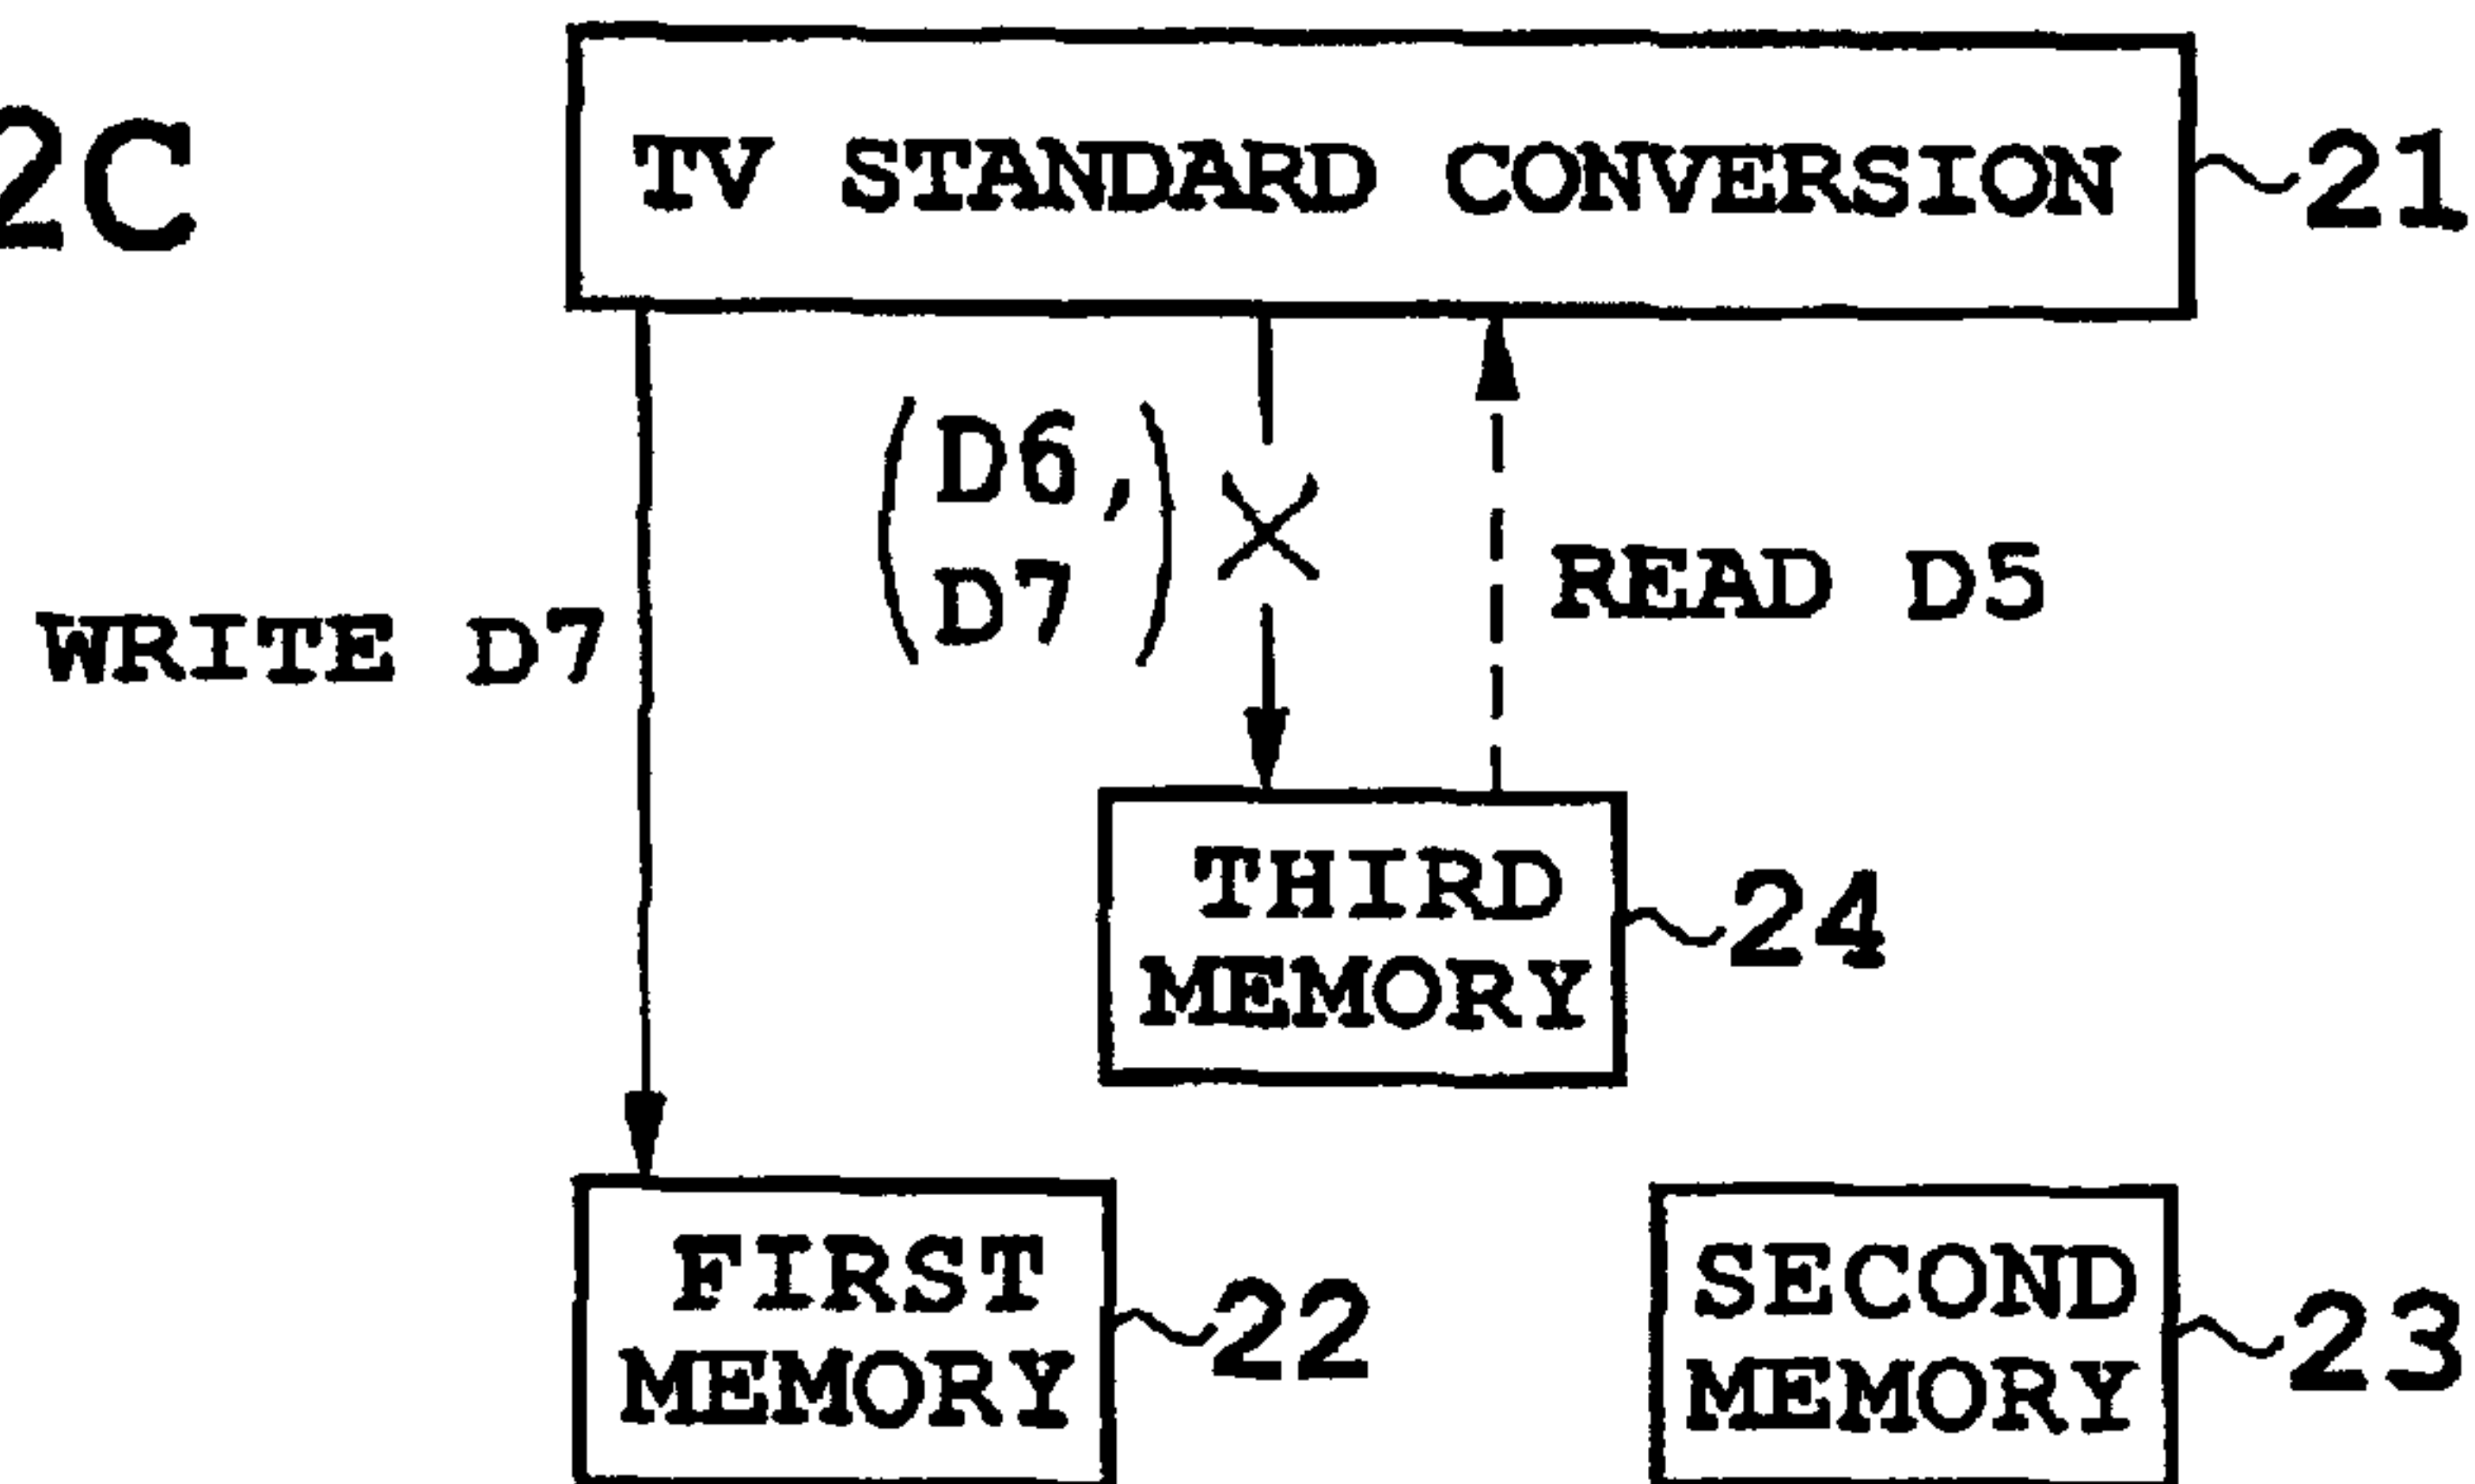 2C
TV STANDARD CONVERSION
21
(D6,
D7)
READ D5
WRITE D7
THIRD
MEMORY
24
FIRST
MEMORY
22
SECOND
MEMORY
23